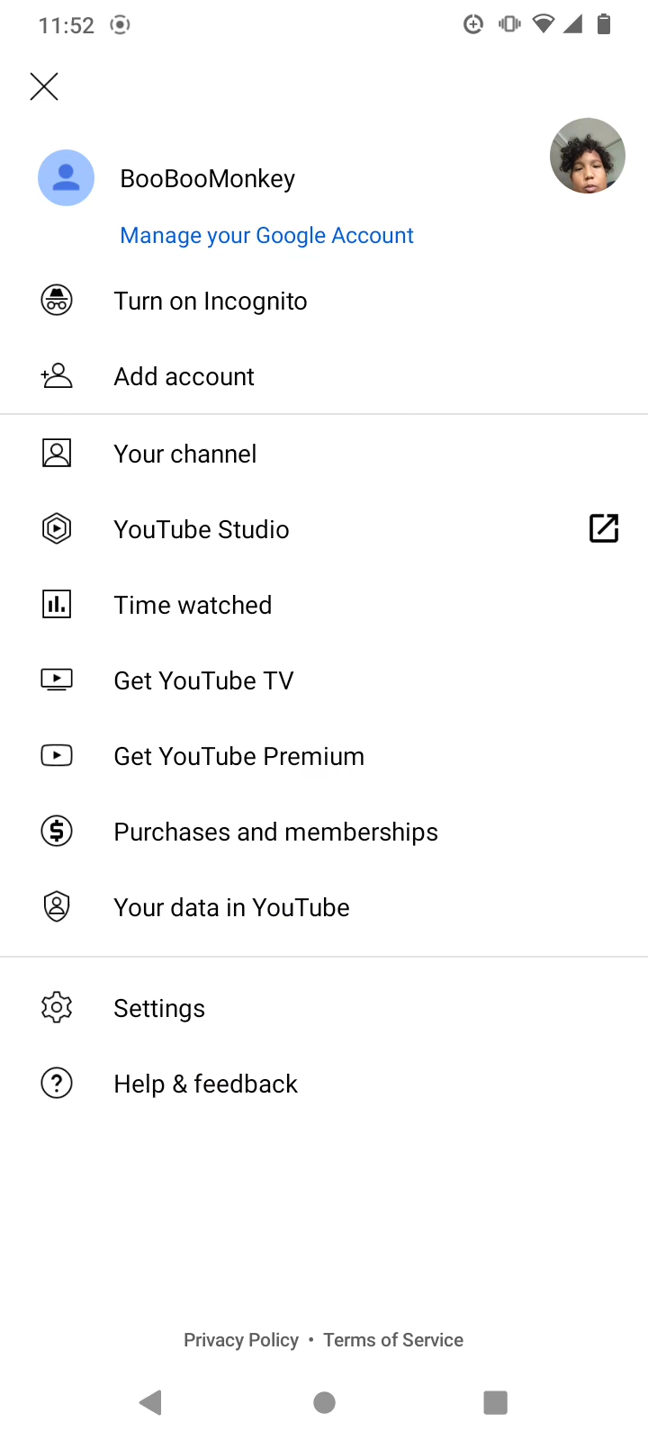 11:52
BooBooMonkey
Manage your Google Account
Turn on Incognito
Add account
Your channel
YouTube Studio
Time watched
Get YouTube TV
Get YouTube Premium
Purchases and memberships
Your data in YouTube
Settings
Help & feedback
Privacy Policy • Terms of Service